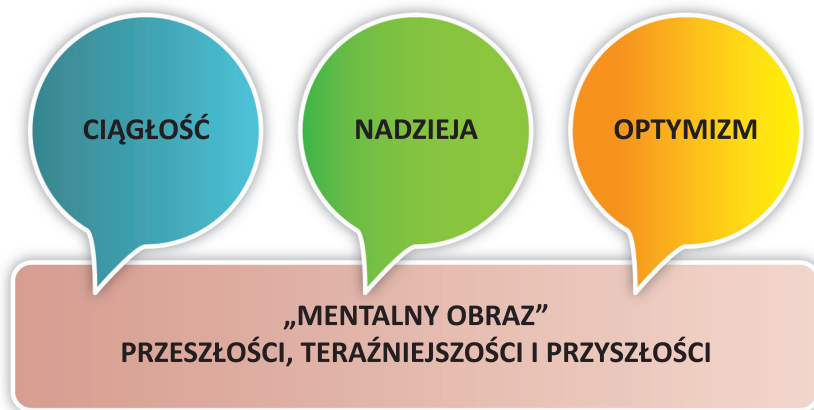 CIĄGŁOŚĆ
NADZIEJA
OPTYMIZM
„MENTALNY OBRAZ”
PRZESZŁOŚCI, TERAŹNIEJSZOŚCI I PRZYSZŁOŚCI